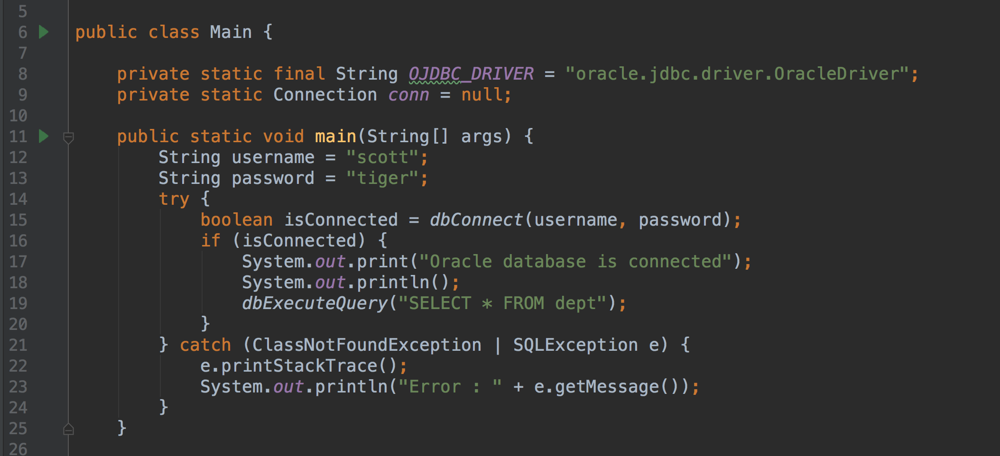 5
6 public class Main {
7
8 private static final String OJDBC_DRIVER = "oracle.jdbc.driver.OracleDriver";
9 private static Connection conn = null;
10
11 public static void main(String[] args) {
12 String username = "scott";
13 String password = "tiger";
14 try {
15 boolean isConnected = dbConnect(username, password);
16 if (isConnected) {
17 System.out.print("Oracle database is connected");
18 System.out.println();
19 dbExecuteQuery("SELECT * FROM dept");
20 }
21 } catch (ClassNotFoundException | SQLException e) {
22 e.printStackTrace();
23 System.out.println("Error : " + e.getMessage());
24 }
25 }
26